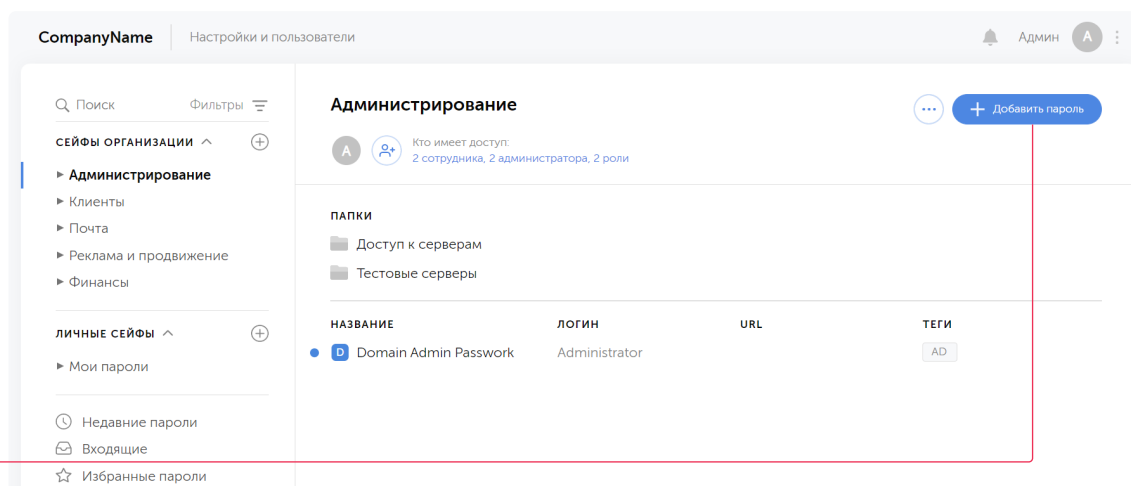 CompanyName
Настройки и пользователи
Админ
А
Поиск
Фильтры
СЕЙФЫ ОРГАНИЗАЦИИ
Администрирование
Клиенты
Почта
Реклама и продвижение
Финансы
ЛИЧНЫЕ СЕЙФЫ
Мои пароли
Недавние пароли
Входящие
Избранные пароли
Администрирование
Добавить пароль
А
Кто имеет доступ:
2 сотрудника, 2 администратора, 2 роли
ПАПКИ
Доступ к серверам
Тестовые серверы
НАЗВАНИЕ ЛОГИН URL ТЕГИ
D Domain Admin Passwork Administrator AD